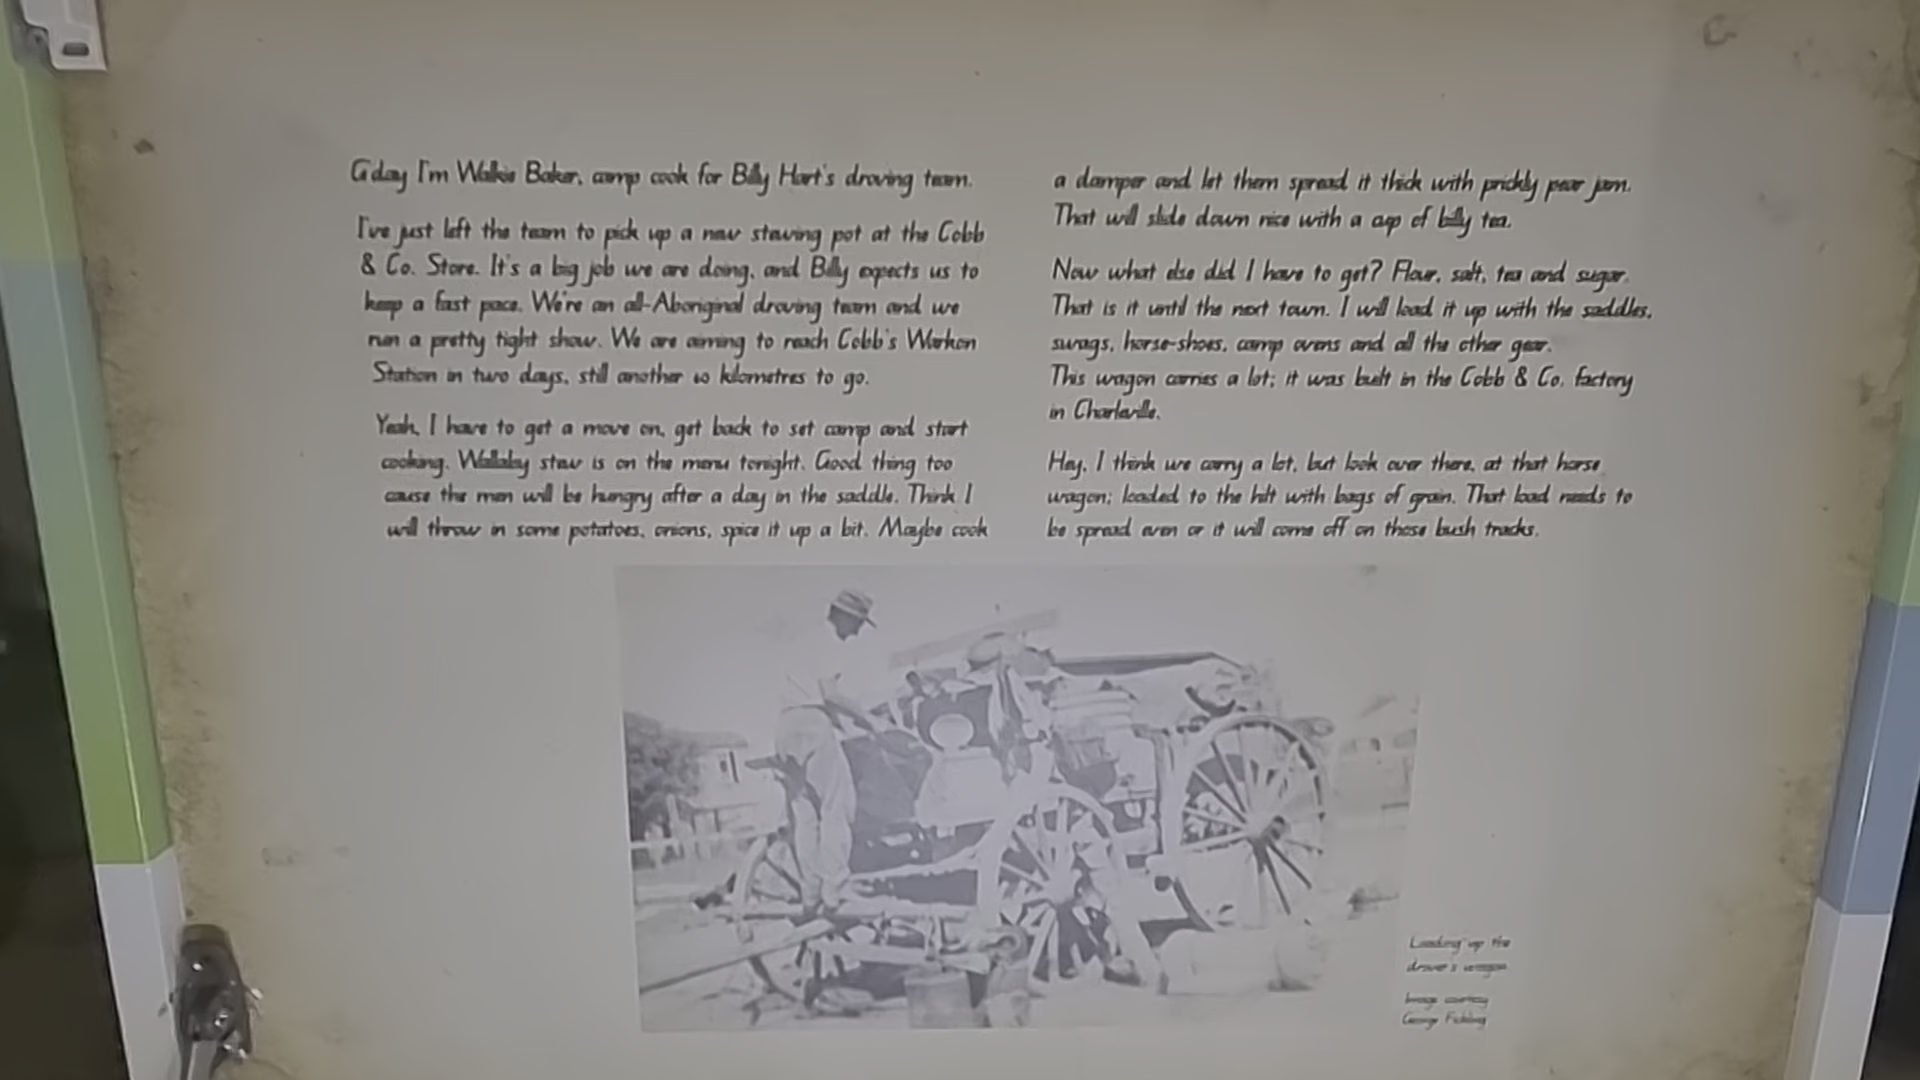 G'day I'm Walkie Baker, camp cook for Billy Hart's droving team.
I've just left the team to pick up a new stewing pot at the Cobb
& Co. Store. It's a big job we are doing, and Billy expects us to
keep a fast pace. We're an all-Aboriginal droving team and we
run a pretty tight show. We are aiming to reach Cobb's Warkon
Station in two days, still another kilometres to go.
Yeah, I have to get a move on, get back to set camp and start
cooking. Wallaby stew is on the menu tonight. Good thing too
cause the men will be hungry after a day in the saddle. Think I
will throw in some potatoes, onions, spice it up a bit. Maybe cook
a damper and let them spread it thick with prickly pear jam.
That will slide down nice with a cup of billy tea.
Now what else did I have to get? Flour, salt, tea and sugar.
That is it until the next town. I will load it up with the saddles,
swags, horse-shoes, camp ovens and all the other gear.
This wagon carries a lot; it was built in the Cobb & Co. factory
in Charleville.
Hey, I think we carry a lot, but look over there, at that horse
wagon; loaded to the hilt with bags of grain. That load needs to
be spread even or it will come off on those bush tracks.
Loading up the
drover's wagon
Image courtesy
George Fickling